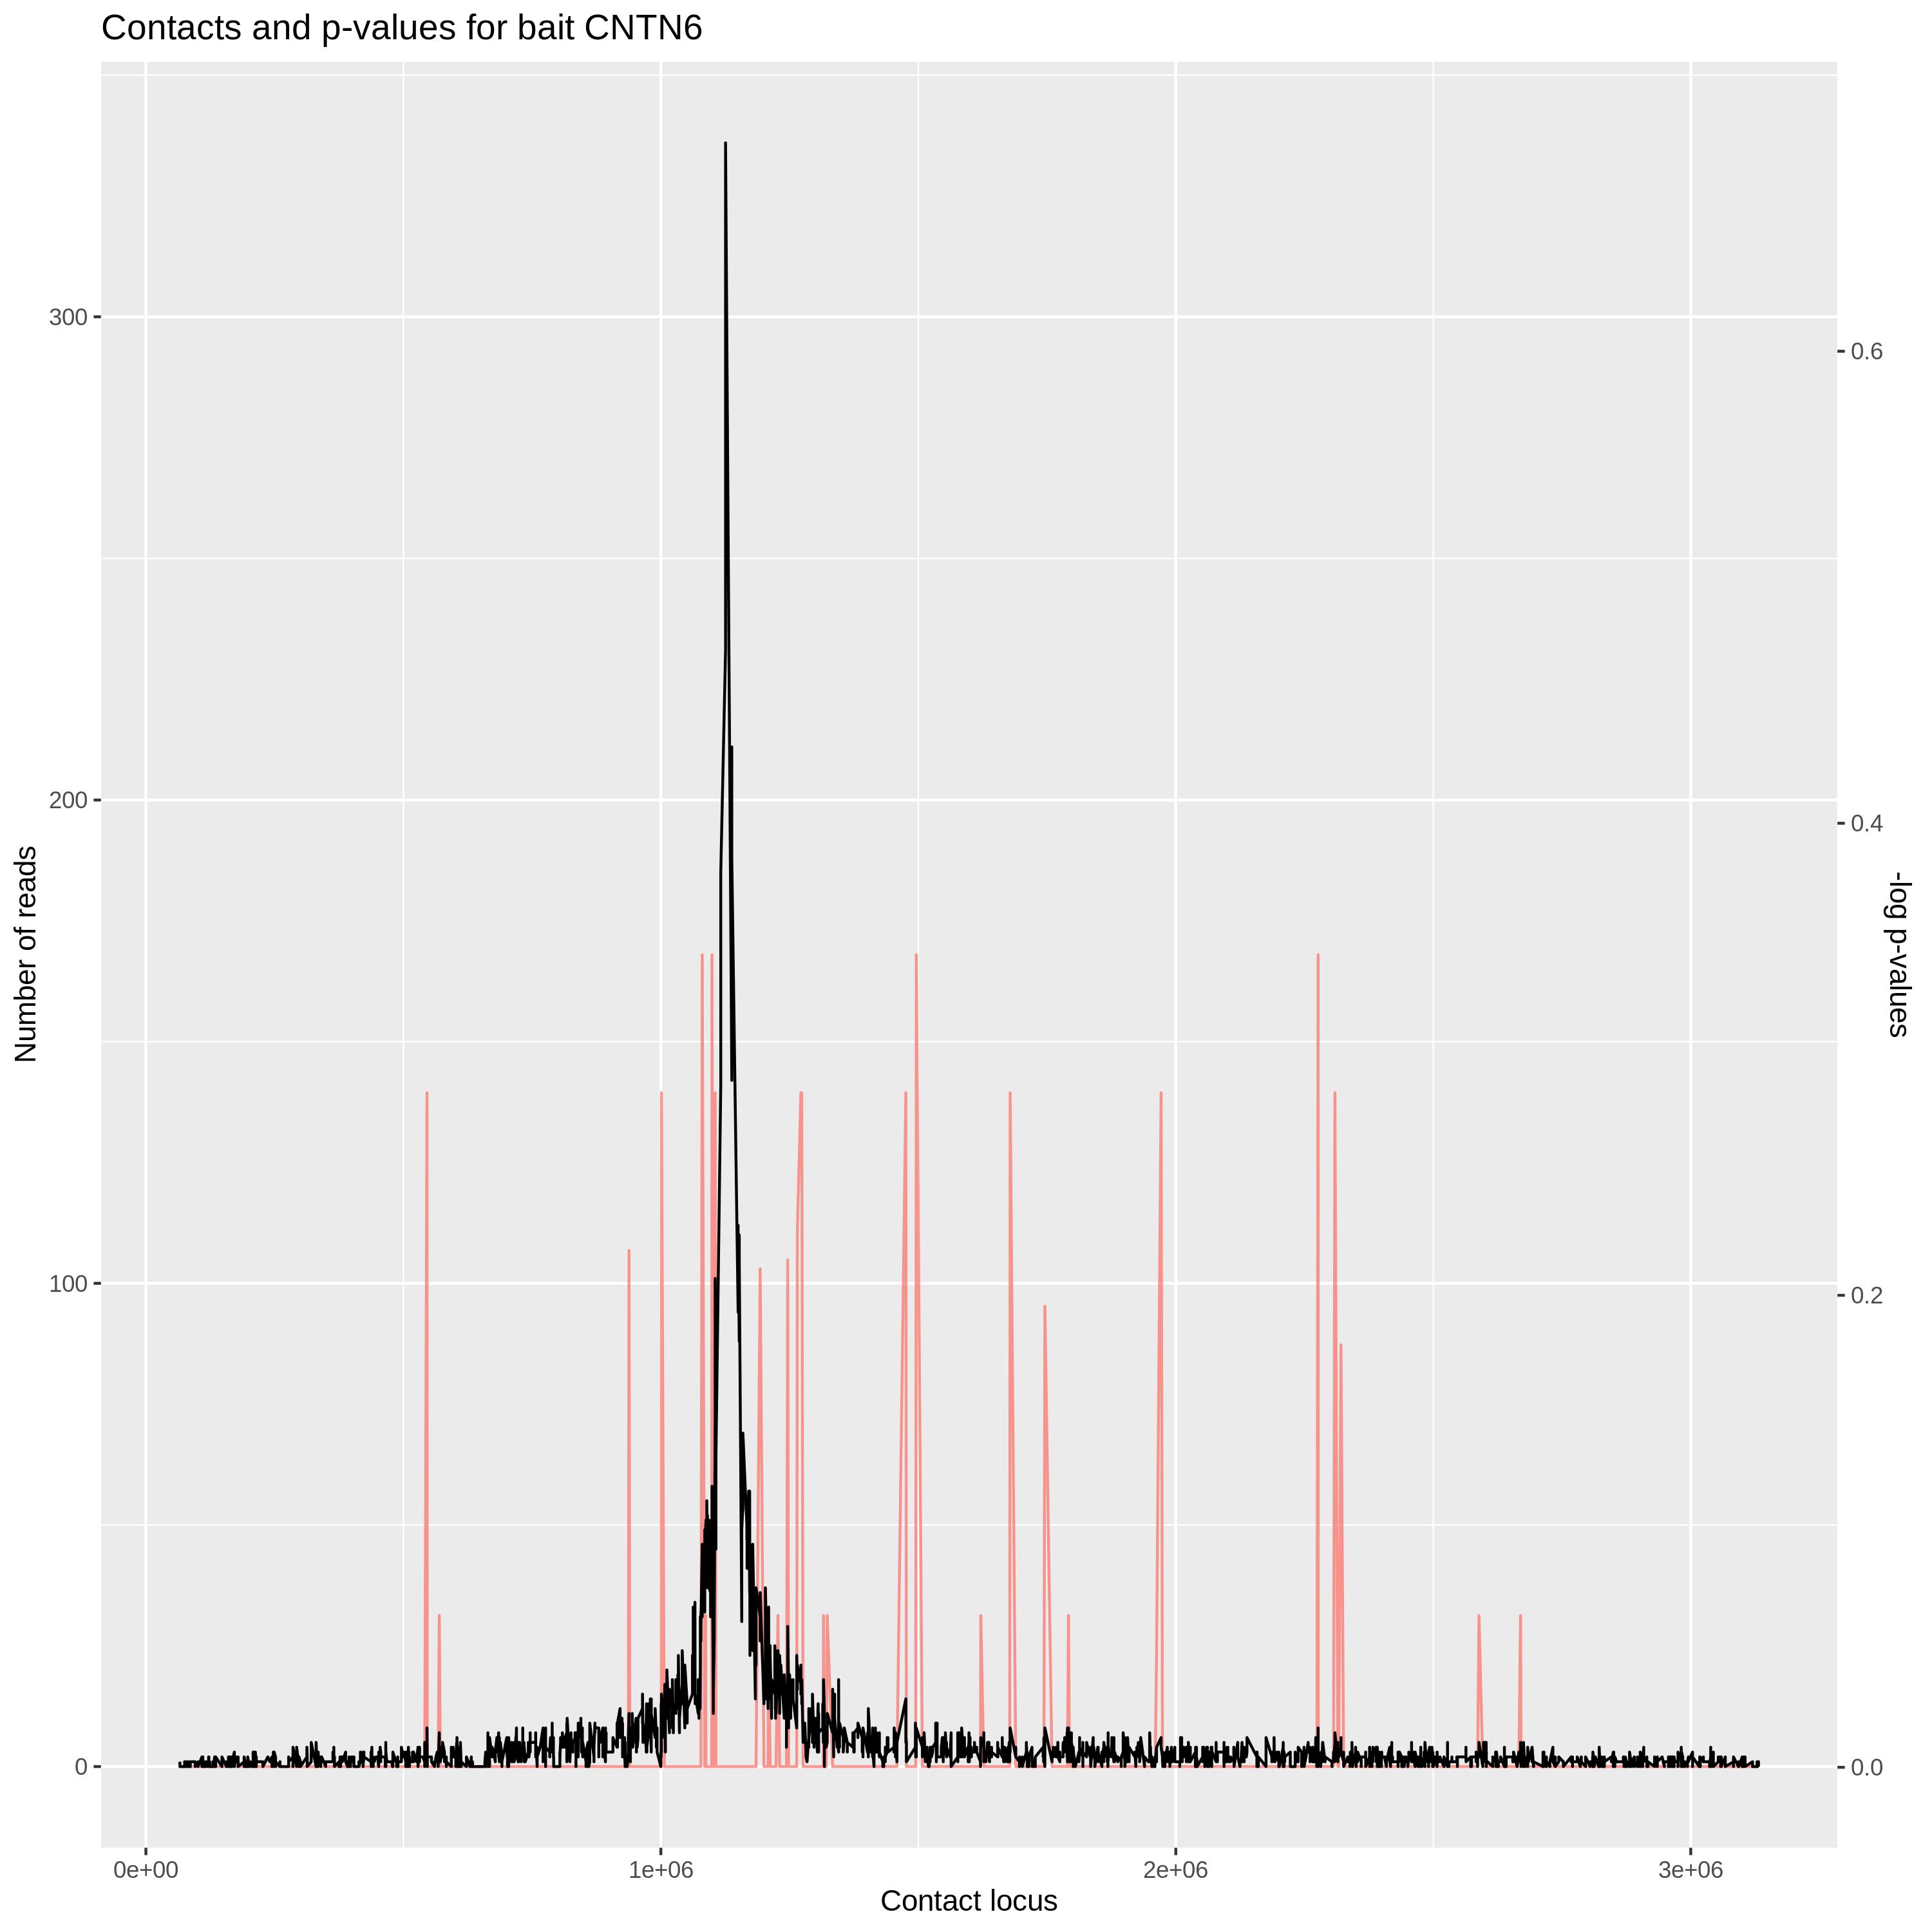 Contacts and p-values for bait CNTN6
300
200
100
0
Number of reads
0.6
0.4
0.2
0.0
-log p-values
0e+00
1e+06
2e+06
3e+06
Contact locus